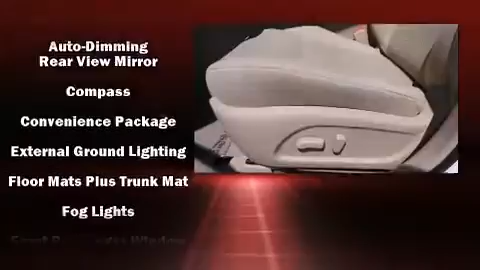 Auto-Dimming
Rear View Mirror
Compass
Convenience Package
External Ground Lighting
Floor Mats Plus Trunk Mat
Fog Lights